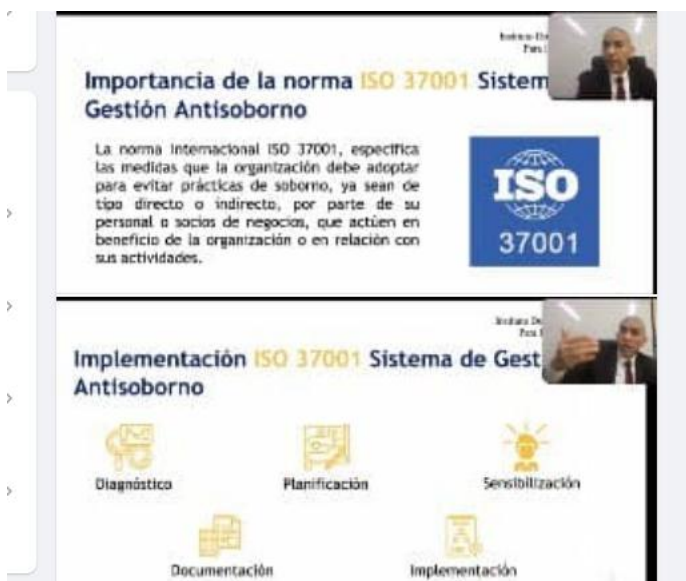 Importancia de la norma ISO 37001 Sistem
Gestión Antisoborno
La norma internacional ISO 37001, especifica
las medidas que la organización debe adoptar
para evitar prácticas de soborno, ya sean de
tipo directo o indirecto, por parte de su
personal o socios de negocios, que actúen en
beneficio de la organización o en relación con
sus actividades.
ISO
37001
Implementación ISO 37001 Sistema de Gest
Antisoborno
Diagnóstico
Planificación
Sensibilización
Documentación
Implementación